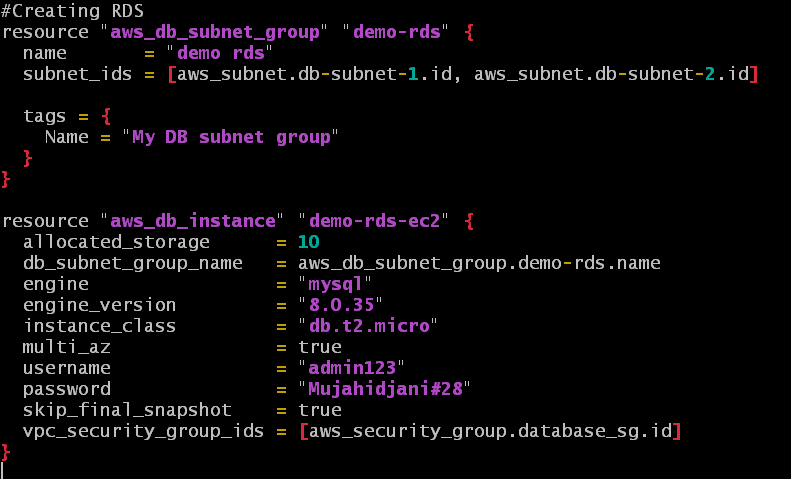 #Creating RDS
resource "aws_db_subnet_group" "demo-rds" {
  name       = "demo rds"
  subnet_ids = [aws_subnet.db-subnet-1.id, aws_subnet.db-subnet-2.id]

  tags = {
    Name = "My DB subnet group"
  }
}

resource "aws_db_instance" "demo-rds-ec2" {
  allocated_storage      = 10
  db_subnet_group_name   = aws_db_subnet_group.demo-rds.name
  engine                 = "mysql"
  engine_version         = "8.0.35"
  instance_class         = "db.t2.micro"
  multi_az               = true
  username               = "admin123"
  password               = "Mujahidjani#28"
  skip_final_snapshot    = true
  vpc_security_group_ids = [aws_security_group.database_sg.id]
}